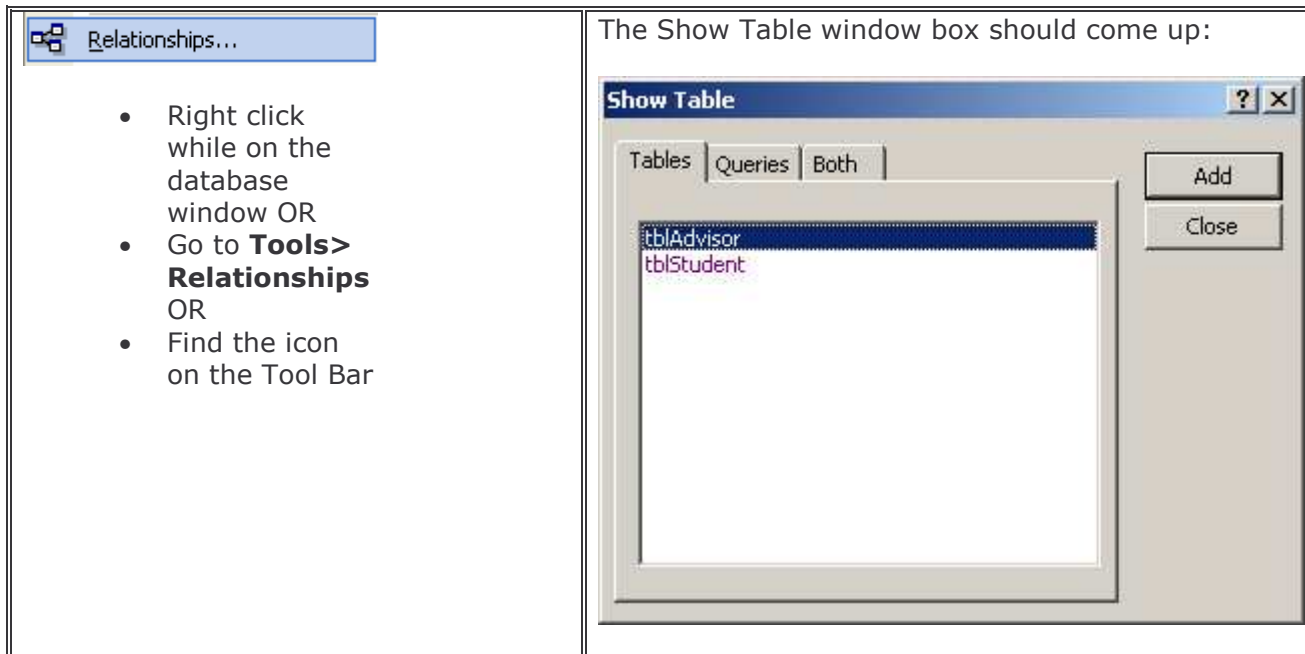 Relationships...
• Right click
while on the
database
window OR
• Go to Tools>
Relationships
OR
• Find the icon
on the Tool Bar
The Show Table window box should come up:
Show Table
Tables Queries Both
Add
Close
tblAdvisor
tblStudent